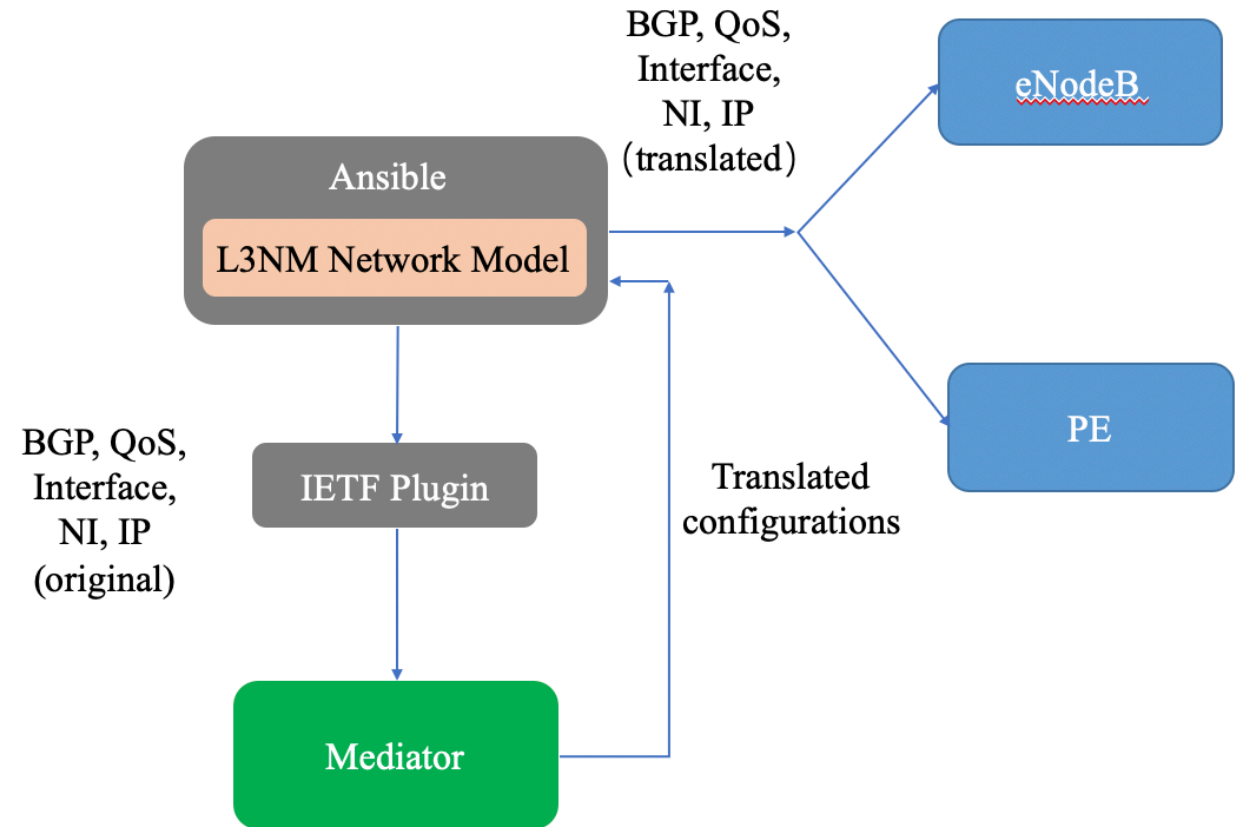 BGP, QoS,
Interface,
NI, IP
(translated)
eNodeB
Ansible
L3NM Network Model
PE
BGP, QoS,
Interface,
NI, IP
(original)
IETF Plugin
Translated
configurations
Mediator